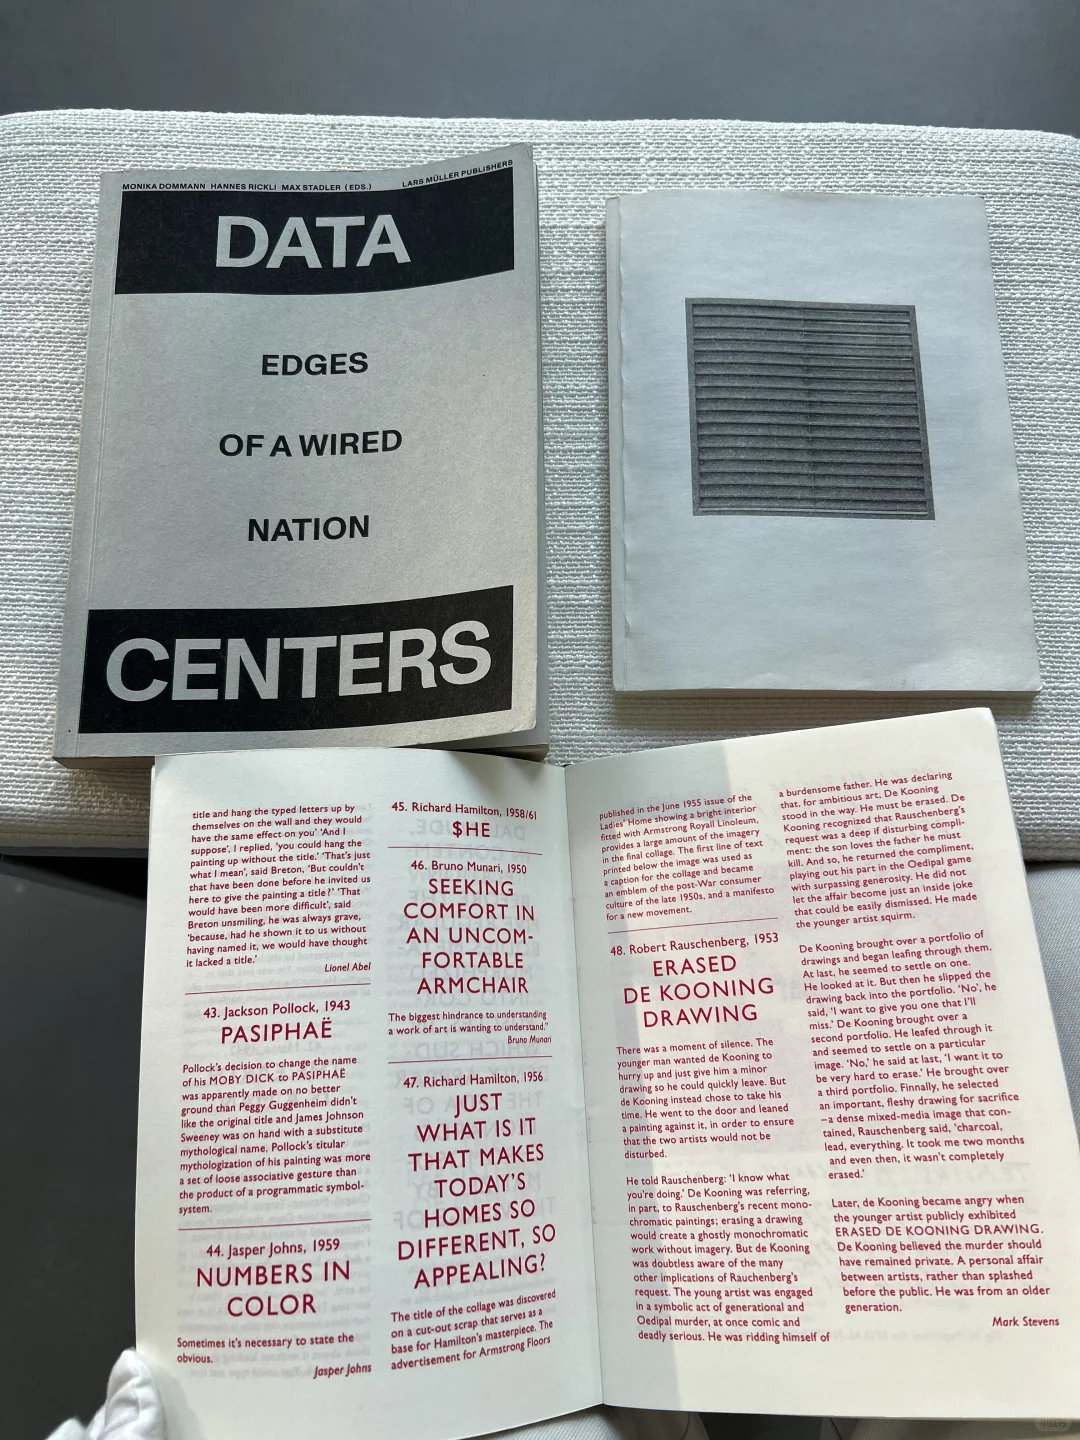 MONIKA DOMMANN HANNES RICKLI MAX STADLER (EDS.) LARS MÜLLER PUBLISHERS
DATA
EDGES
OF A WIRED
NATION
CENTERS
title and hang the typed letters up by
themselves on the wall and they would
have the same effect on you' 'And I
suppose', I replied, 'you could hang the
painting up without the title.' 'That's just
what I mean', said Breton, 'But couldn't
that have been done before he invited us
here to give the painting a title?' 'That
would have been more difficult', said
Breton unsmiling, he was always grave,
'because, had he shown it to us without
having named it, we would have thought
it lacked a title.'
Lionel Abel
43. Jackson Pollock, 1943
PASIPHAË
Pollock's decision to change the name
of his MOBY DICK to PASIPHAË
was apparently made on no better
ground than Peggy Guggenheim didn't
like the original title and James Johnson
Sweeney was on hand with a substitute
mythological name. Pollock's titular
mythologization of his painting was more
a set of loose associative gesture than
the product of a programmatic symbol-
system.
44. Jasper Johns, 1959
NUMBERS IN
COLOR
Sometimes it's necessary to state the
obvious.
Jasper Johns
45. Richard Hamilton, 1958/61
$HE
46. Bruno Munari, 1950
SEEKING
COMFORT IN
AN UNCOM-
FORTABLE
ARMCHAIR
The biggest hindrance to understanding
a work of art is wanting to understand."
Bruno Munari
47. Richard Hamilton, 1956
JUST
WHAT IS IT
THAT MAKES
TODAY'S
HOMES SO
DIFFERENT, SO
APPEALING?
The title of the collage was discovered
on a cut-out scrap that serves as a
base for Hamilton's masterpiece. The
advertisement for Armstrong Floors
published in the June 1955 issue of the
Ladies' Home showing a bright interior
fitted with Armstrong Royall Linoleum,
provides a large amount of the imagery
in the final collage. The first line of text
printed below the image was used as
a caption for the collage and became
an emblem of the post-War consumer
culture of the late 1950s, and a manifesto
for a new movement.
48. Robert Rauschenberg, 1953
ERASED
DE KOONING
DRAWING
There was a moment of silence. The
younger man wanted de Kooning to
hurry up and just give him a minor
drawing so he could quickly leave. But
de Kooning instead chose to take his
time. He went to the door and leaned
a painting against it, in order to ensure
that the two artists would not be
disturbed.
He told Rauschenberg: 'I know what
you're doing.' De Kooning was referring,
in part, to Rauschenberg's recent mono-
chromatic paintings; erasing a drawing
would create a ghostly monochromatic
work without imagery. But de Kooning
was doubtless aware of the many
other implications of Rauchenberg's
request. The young artist was engaged
in a symbolic act of generational and
Oedipal murder, at once comic and
deadly serious. He was ridding himself of
a burdensome father. He was declaring
that, for ambitious art, De Kooning
stood in the way. He must be erased. De
Kooning recognized that Rauschenberg's
request was a deep if disturbing compli-
ment: the son loves the father he must
kill. And so, he returned the compliment,
playing out his part in the Oedipal game
with surpassing generosity. He did not
let the affair become just an inside joke
that could be easily dismissed. He made
the younger artist squirm.
De Kooning brought over a portfolio of
drawings and began leafing through them.
At last, he seemed to settle on one.
He looked at it. But then he slipped the
drawing back into the portfolio. 'No', he
said, 'I want to give you one that I'll
miss.' De Kooning brought over a
second portfolio. He leafed through it
and seemed to settle on a particular
image. 'No,' he said at last, 'I want it to
be very hard to erase.' He brought over
a third portfolio. Finnally, he selected
an important, fleshy drawing for sacrifice
–a dense mixed-media image that con-
tained, Rauschenberg said, 'charcoal,
lead, everything. It took me two months
and even then, it wasn't completely
erased.'
Later, de Kooning became angry when
the younger artist publicly exhibited
ERASED DE KOONING DRAWING.
De Kooning believed the murder should
have remained private. A personal affair
between artists, rather than splashed
before the public. He was from an older
generation.
Mark Stevens